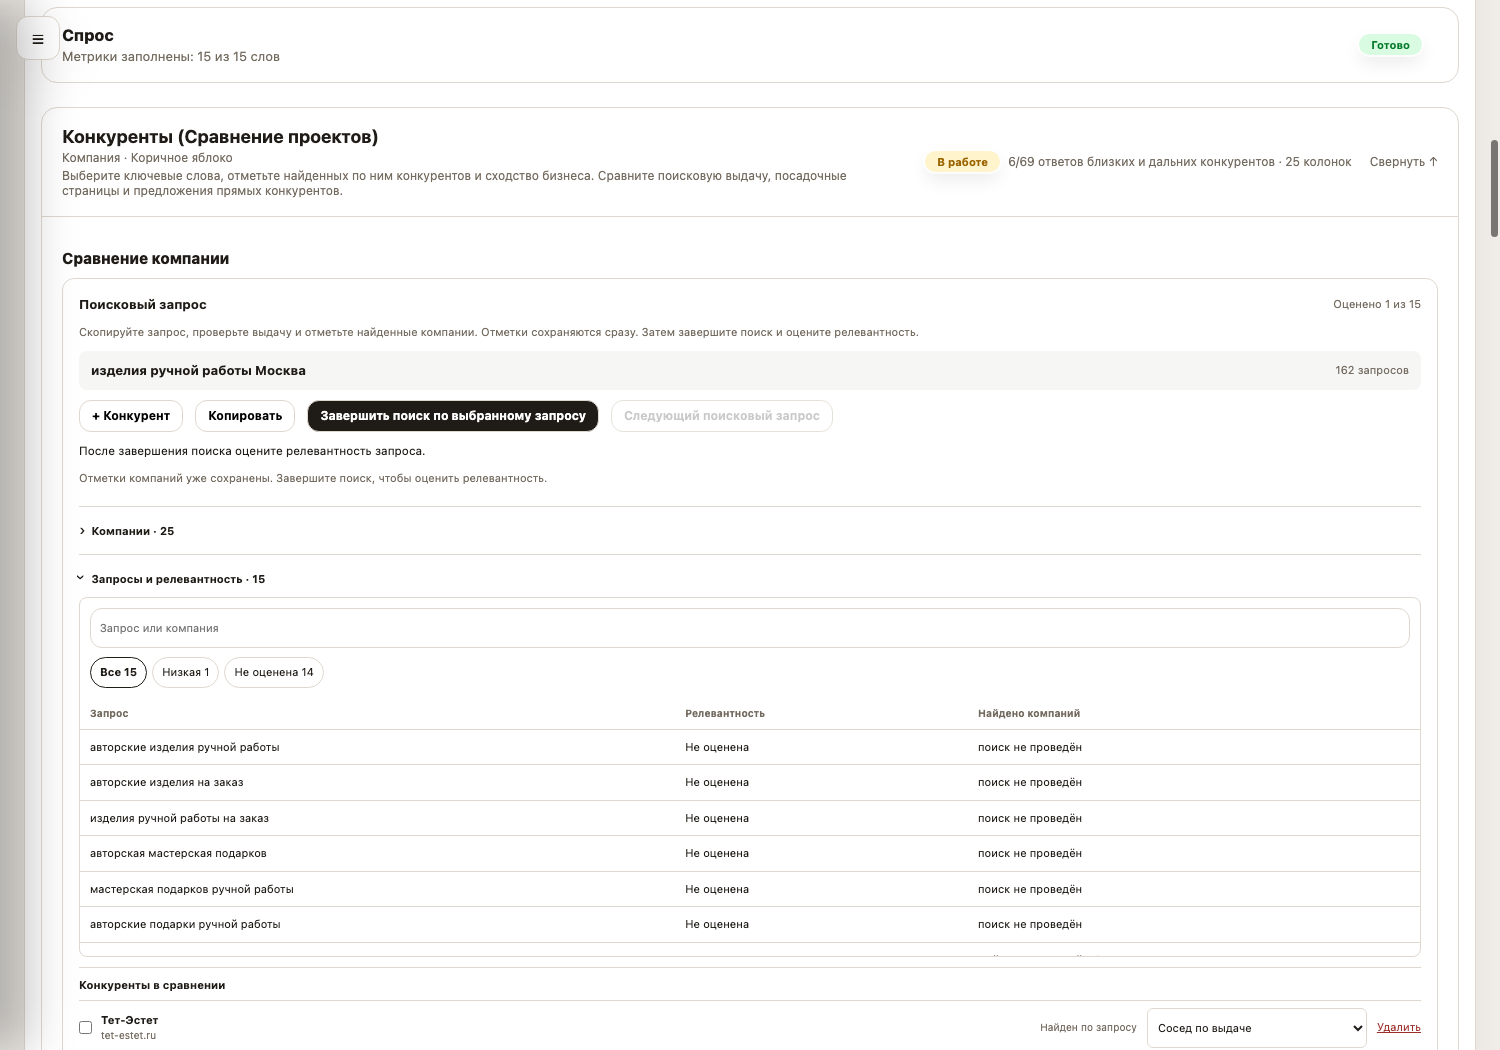 Спрос
Метрики заполнены: 15 из 15 слов
Готово
Конкуренты (Сравнение проектов)
Компания · Коричное яблоко
Выберите ключевые слова, отметьте найденных по ним конкурентов и сходство бизнеса. Сравните поисковую выдачу, посадочные
страницы и предложения прямых конкурентов.
В работе
6/69 ответов близких и дальних конкурентов · 25 колонок
Свернуть ↑
Сравнение компании
Поисковый запрос
Оценено 1 из 15
Скопируйте запрос, проверьте выдачу и отметьте найденные компании. Отметки сохраняются сразу. Затем завершите поиск и оцените релевантность.
изделия ручной работы Москва
162 запросов
+ Конкурент
Копировать
Завершить поиск по выбранному запросу
Следующий поисковый запрос
После завершения поиска оцените релевантность запроса.
Отметки компаний уже сохранены. Завершите поиск, чтобы оценить релевантность.
Компании · 25
Запросы и релевантность · 15
Запрос или компания
Все 15
Низкая 1
Не оценена 14
Запрос Релевантность Найдено компаний
авторские изделия ручной работы Не оценена поиск не проведён
авторские изделия на заказ Не оценена поиск не проведён
изделия ручной работы на заказ Не оценена поиск не проведён
авторская мастерская подарков Не оценена поиск не проведён
мастерская подарков ручной работы Не оценена поиск не проведён
авторские подарки ручной работы Не оценена поиск не проведён
Конкуренты в сравнении
Тет-Эстет
tet-estet.ru
Найден по запросу
Сосед по выдаче
Удалить